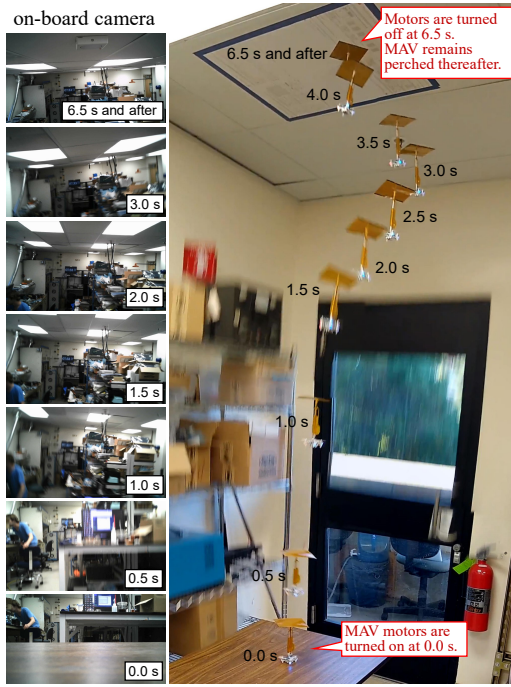 on-board camera
6.5 s and after
3.0 s
2.0 s
1.5 s
1.0 s
0.5 s
0.0 s
Motors are turned
off at 6.5 s.
MAV remains
perched thereafter.
6.5 s and after
4.0 s
3.5 s
3.0 s
2.5 s
2.0 s
1.5 s
1.0 s
0.5 s
0.0 s
MAV motors are
turned on at 0.0 s.